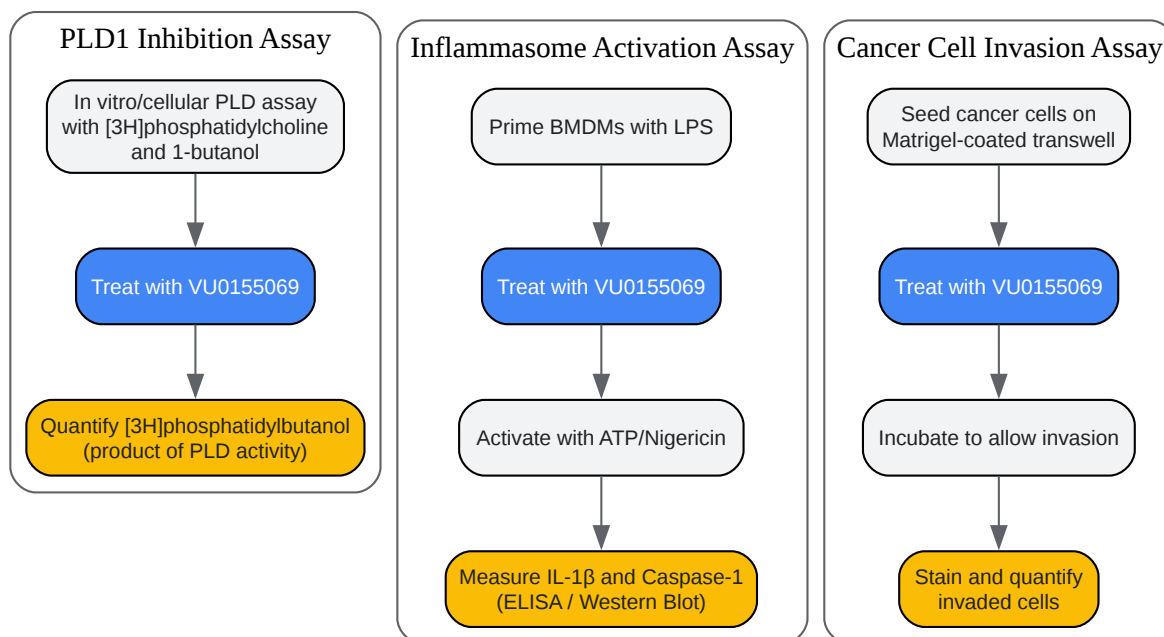 PLD1 Inhibition Assay
In vitro/cellular PLD assay
with [3H]phosphatidylcholine
and 1-butanol
Treat with VU0155069
Quantify [3H]phosphatidylbutanol
(product of PLD activity)
Inflammasome Activation Assay
Prime BMDMs with LPS
Treat with VU0155069
Activate with ATP/Nigericin
Measure IL-1β and Caspase-1
(ELISA / Western Blot)
Cancer Cell Invasion Assay
Seed cancer cells on
Matrigel-coated transwell
Treat with VU0155069
Incubate to allow invasion
Stain and quantify
invaded cells